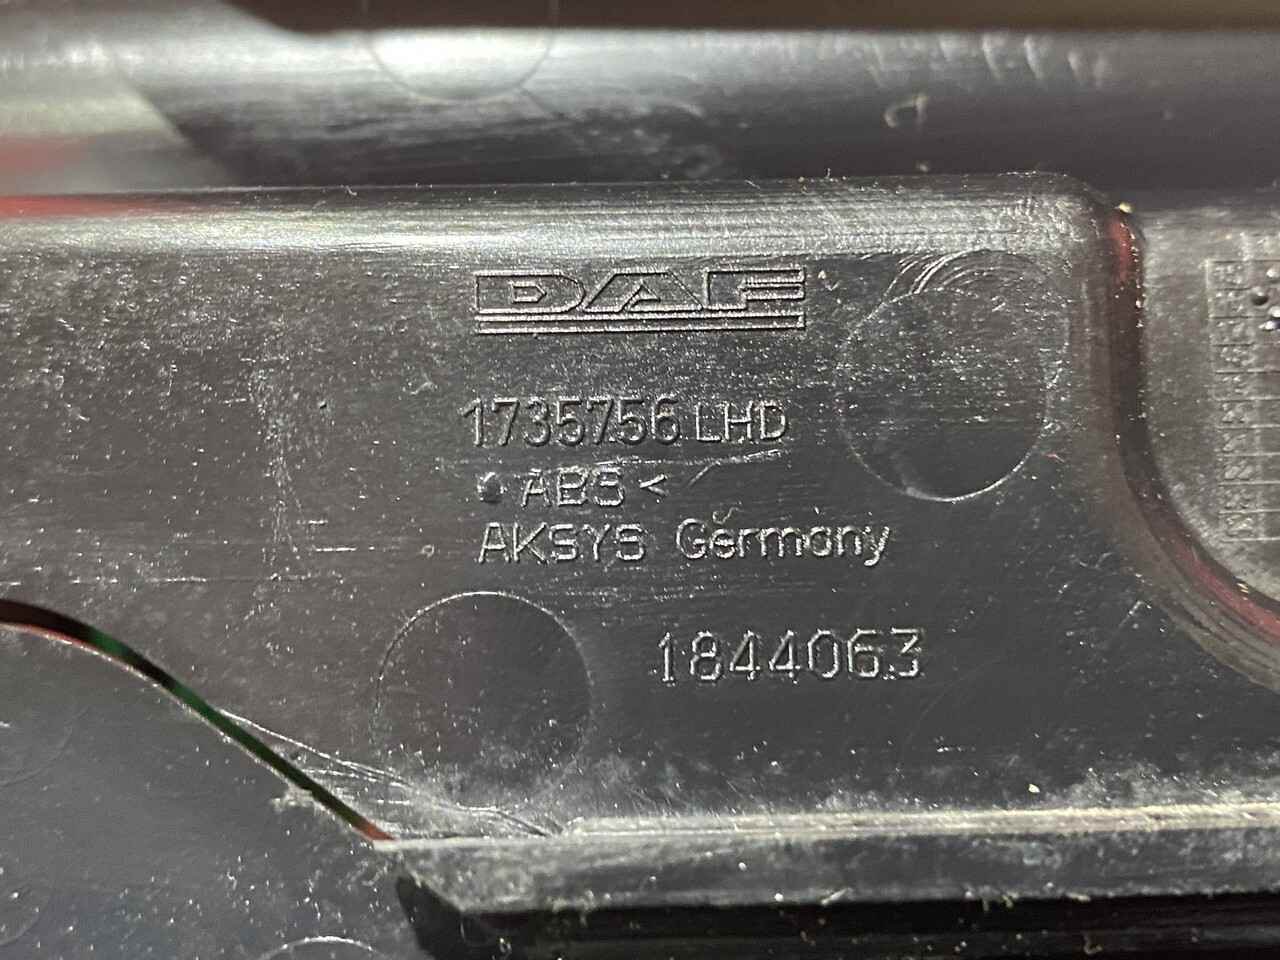 DAF
1735756 LHD
ABS<
AKSYS Germany
1844063